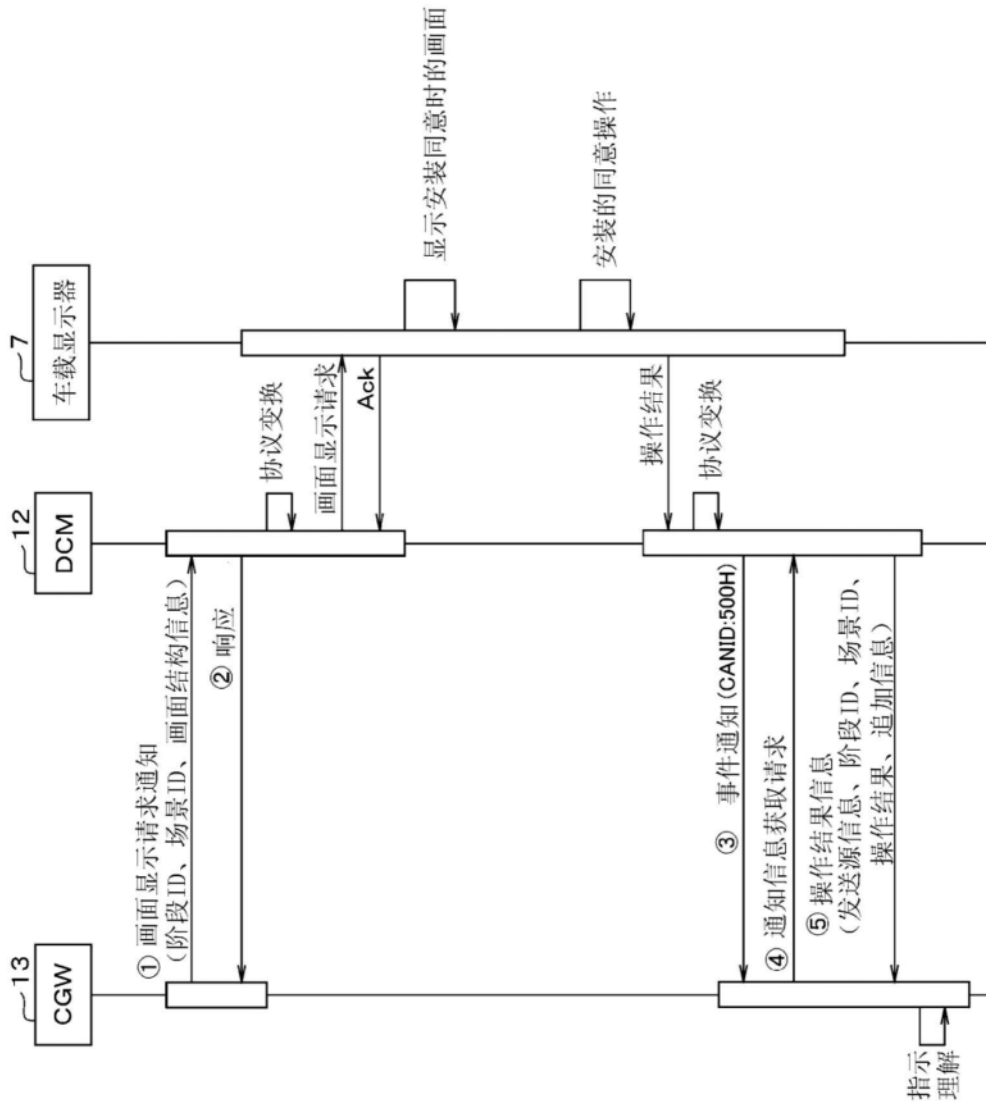 13
CGW
12
DCM
7
车载显示器
① 画面显示请求通知
(阶段ID、场景ID、画面结构信息)
② 响应
协议变换
画面显示请求
Ack
显示安装同意时的画面
安装的同意操作
操作结果
协议变换
③ 事件通知(CANID:500H)
④ 通知信息获取请求
⑤ 操作结果信息
(发送源信息、阶段ID、场景ID、
操作结果、追加信息)
指示
理解